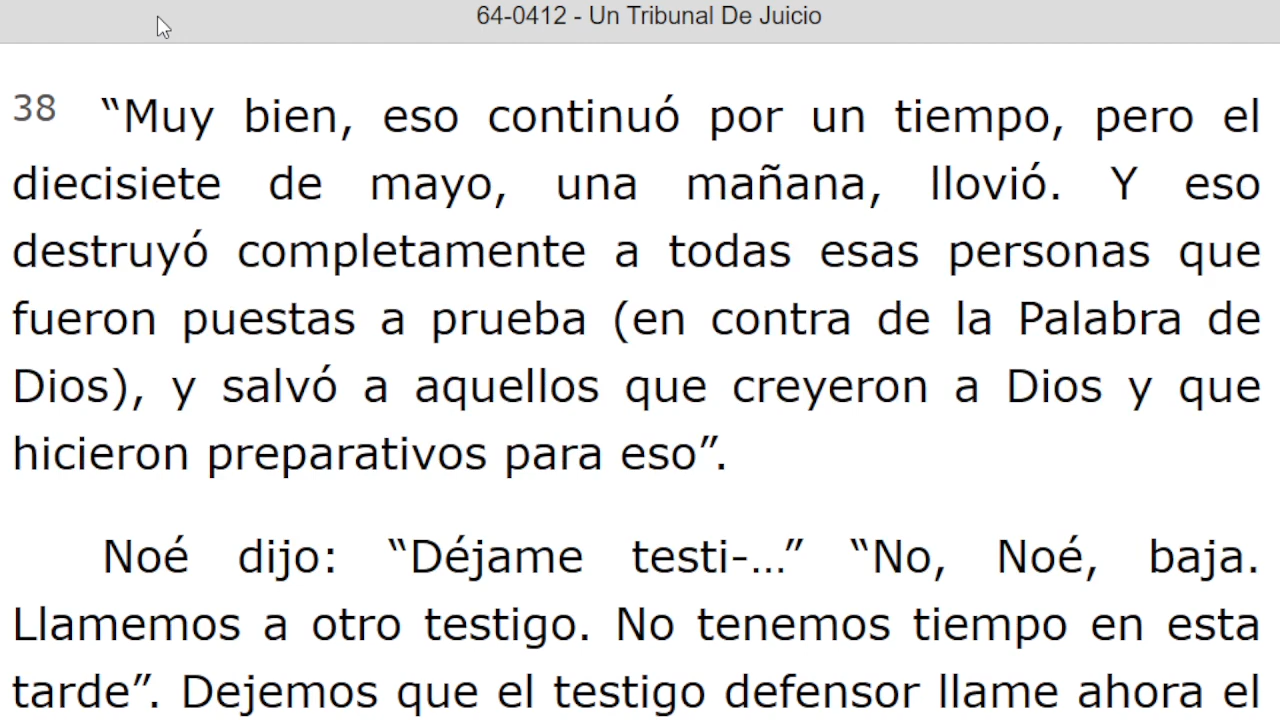 64-0412 - Un Tribunal De Juicio
38 “Muy bien, eso continuó por un tiempo, pero el
diecisiete de mayo, una mañana, llovió. Y eso
destruyó completamente a todas esas personas que
fueron puestas a prueba (en contra de la Palabra de
Dios), y salvó a aquellos que creyeron a Dios y que
hicieron preparativos para eso”.
Noé dijo: “Déjame testi-…” “No, Noé, baja.
Llamemos a otro testigo. No tenemos tiempo en esta
tarde”. Dejemos que el testigo defensor llame ahora el